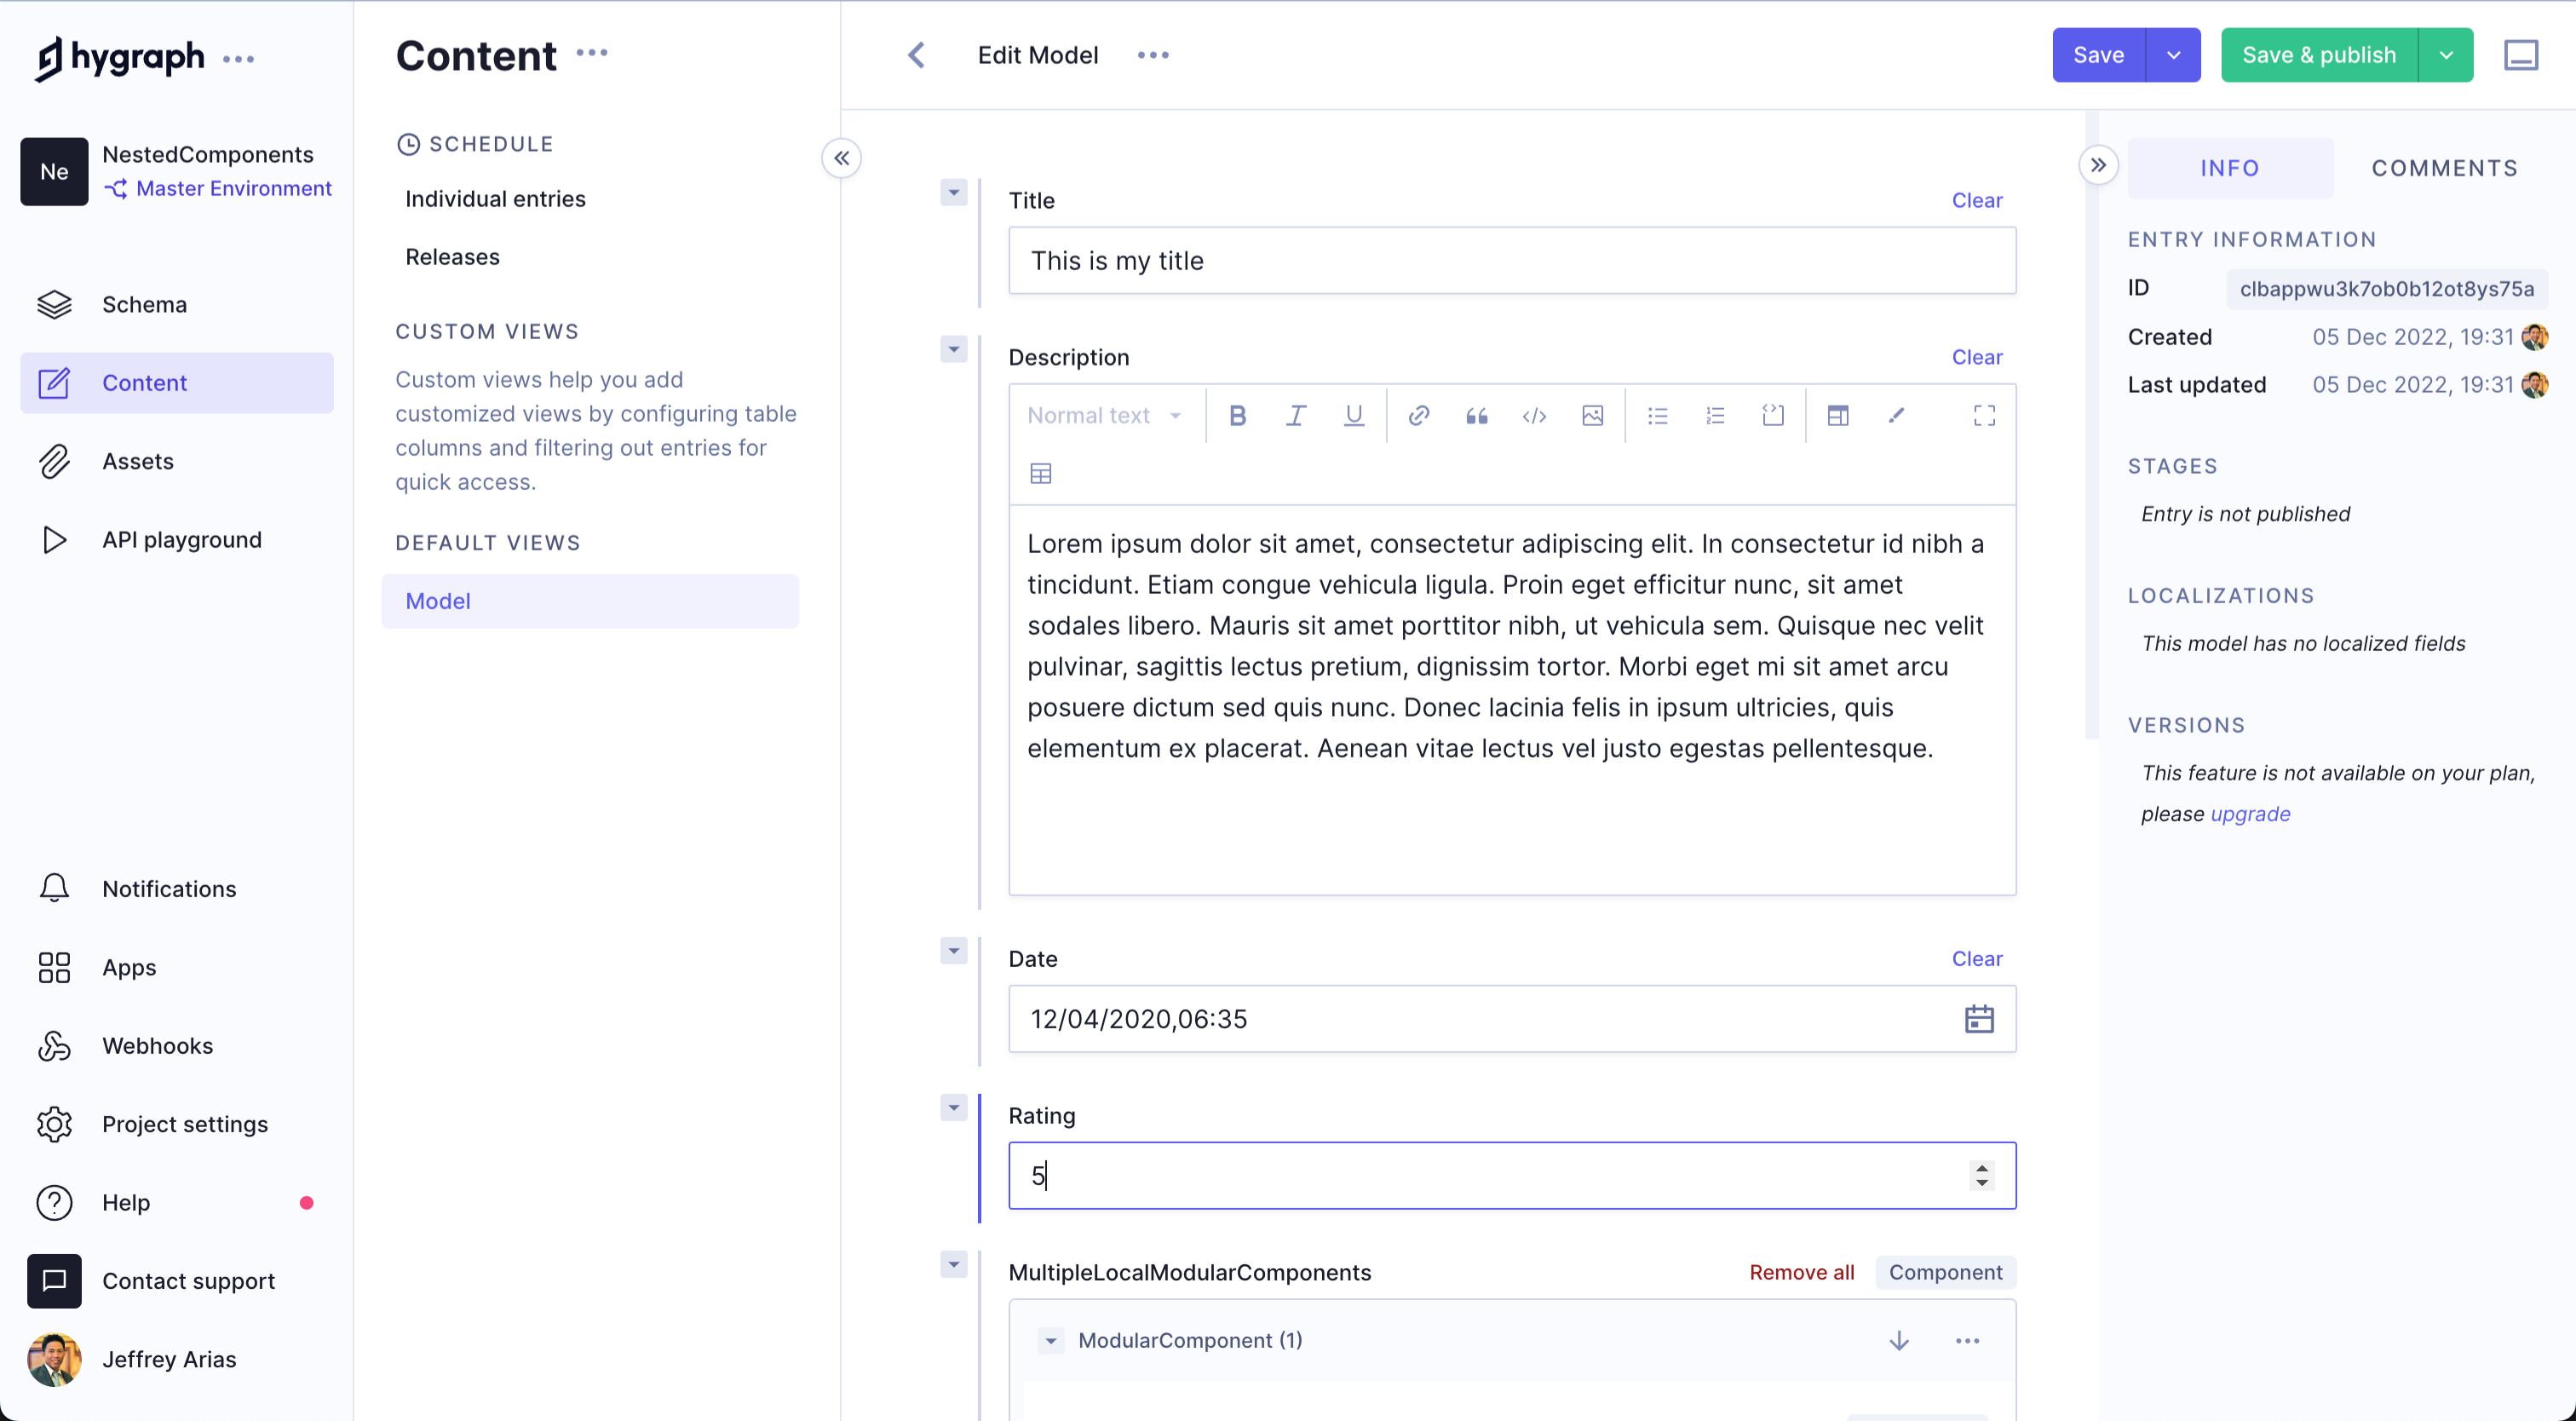 hygraph
Ne
NestedComponents
Master Environment
Schema
Content
Assets
API playground
Notifications
Apps
Webhooks
Project settings
Help
Contact support
Jeffrey Arias
Content
SCHEDULE
Individual entries
Releases
CUSTOM VIEWS
Custom views help you add
customized views by configuring table
columns and filtering out entries for
quick access.
DEFAULT VIEWS
Model
Edit Model
Save
Save & publish
Title
Clear
This is my title
Description
Clear
Normal text
Lorem ipsum dolor sit amet, consectetur adipiscing elit. In consectetur id nibh a
tincidunt. Etiam congue vehicula ligula. Proin eget efficitur nunc, sit amet
sodales libero. Mauris sit amet porttitor nibh, ut vehicula sem. Quisque nec velit
pulvinar, sagittis lectus pretium, dignissim tortor. Morbi eget mi sit amet arcu
posuere dictum sed quis nunc. Donec lacinia felis in ipsum ultricies, quis
elementum ex placerat. Aenean vitae lectus vel justo egestas pellentesque.
Date
Clear
12/04/2020,06:35
Rating
5
MultipleLocalModularComponents
Remove all
Component
ModularComponent (1)
INFO
COMMENTS
ENTRY INFORMATION
ID
clbappwu3k7ob0b12ot8ys75a
Created
05 Dec 2022, 19:31
Last updated
05 Dec 2022, 19:31
STAGES
Entry is not published
LOCALIZATIONS
This model has no localized fields
VERSIONS
This feature is not available on your plan,
please upgrade